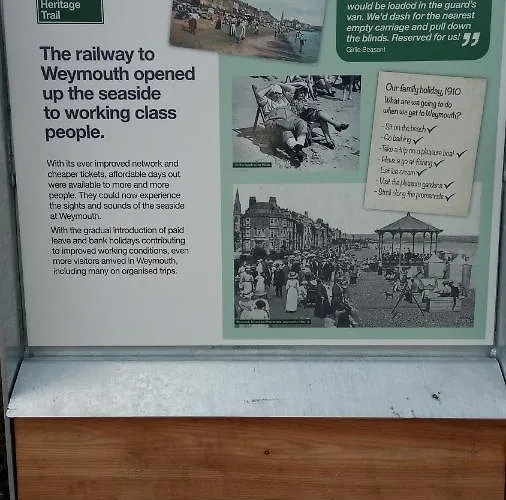 Heritage
Trail
The railway to
Weymouth opened
up the seaside
to working class
people.
With its ever improved network and
cheaper tickets, affordable days out
were available to more and more
people. They could now experience
the sights and sounds of the seaside
at Weymouth.
With the gradual introduction of paid
leave and bank holidays contributing
to improved working conditions, even
more visitors arrived in Weymouth,
including many on organised trips.
would be loaded in the guard's
van. We'd dash for the nearest
empty carriage and pull down
the blinds. Reserved for us! ”
Girlie Beasant
Our family holiday, 1910
What are we going to do
when we get to Weymouth?
- Sit on the beach ✓
- Go bathing ✓
- Take a trip on a pleasure boat ✓
- Have a go at fishing ✓
- Eat ice cream ✓
- Visit the pleasure gardens ✓
- Stroll along the promenade ✓